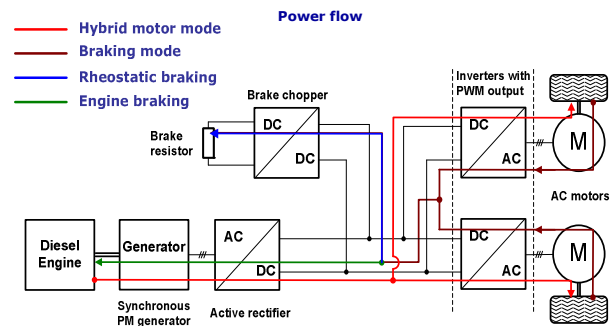 Power flow
Hybrid motor mode
Braking mode
Rheostatic braking
Engine braking
Brake chopper
Inverters with
PWM output
Brake
resistor
DC
DC
DC
AC
M
AC motors
Diesel
Engine
Generator
AC
DC
DC
AC
M
Synchronous
PM generator
Active rectifier